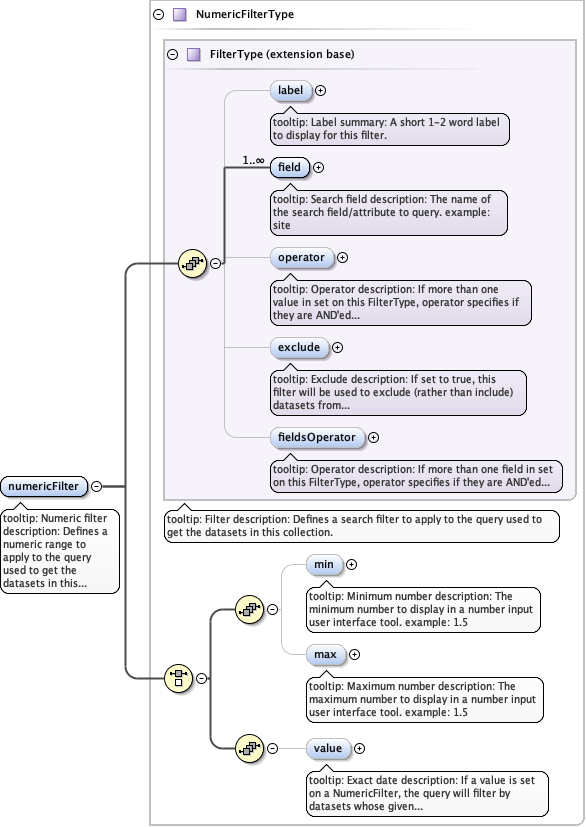 NumericFilterType
FilterType (extension base)
label
tooltip: Label summary: A short 1-2 word label
to display for this filter.
1..∞
field
tooltip: Search field description: The name of
the search field/attribute to query. example:
site
operator
tooltip: Operator description: If more than one
value in set on this FilterType, operator specifies if
they are AND'ed...
exclude
tooltip: Exclude description: If set to true, this
filter will be used to exclude (rather than include)
datasets from...
fieldsOperator
tooltip: Operator description: If more than one field in set
on this FilterType, operator specifies if they are AND'ed...
numericFilter
tooltip: Numeric filter
description: Defines a
numeric range to
apply to the query
used to get the
datasets in this...
tooltip: Filter description: Defines a search filter to apply to the query used to
get the datasets in this collection.
min
tooltip: Minimum number description: The
minimum number to display in a number input
user interface tool. example: 1.5
max
tooltip: Maximum number description: The
maximum number to display in a number input
user interface tool. example: 1.5
value
tooltip: Exact date description: If a value is set
on a NumericFilter, the query will filter by
datasets whose given...